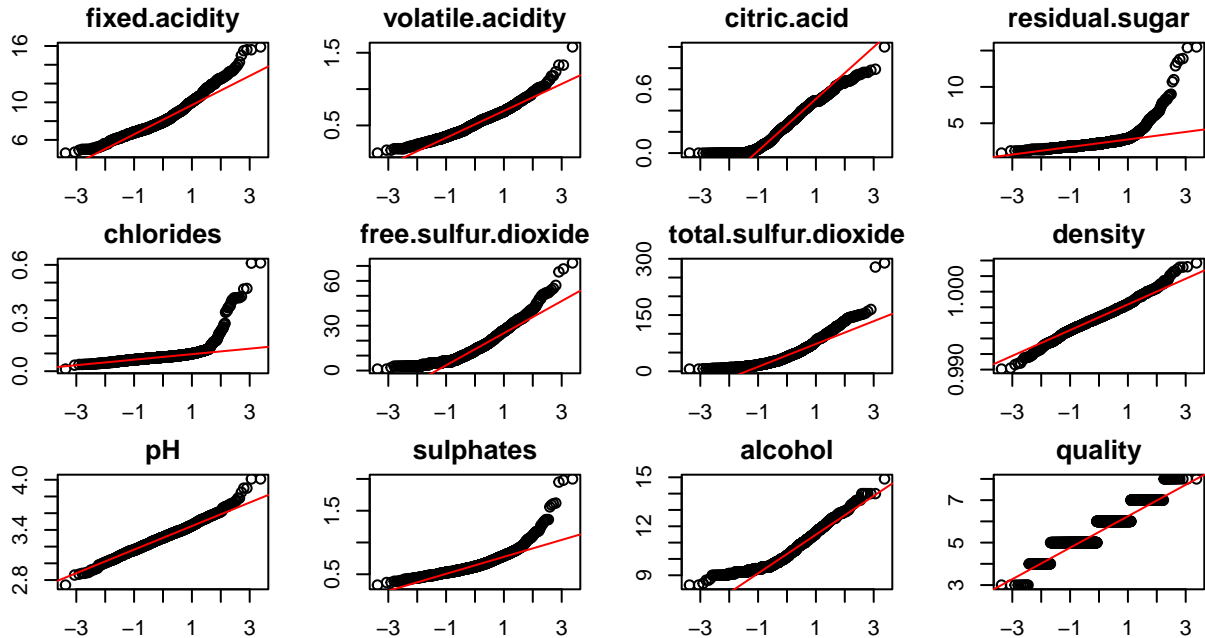 fixed.acidity
6 10 16
−3 −1 1 3
volatile.acidity
0.5 1.5
−3 −1 1 3
citric.acid
0.0 0.6
−3 −1 1 3
residual.sugar
5 10
−3 −1 1 3
chlorides
0.0 0.3 0.6
−3 −1 1 3
free.sulfur.dioxide
0 30 60
−3 −1 1 3
total.sulfur.dioxide
0 150 300
−3 −1 1 3
density
0.990 1.000
−3 −1 1 3
pH
2.8 3.4 4.0
−3 −1 1 3
sulphates
0.5 1.5
−3 −1 1 3
alcohol
9 12 15
−3 −1 1 3
quality
3 5 7
−3 −1 1 3